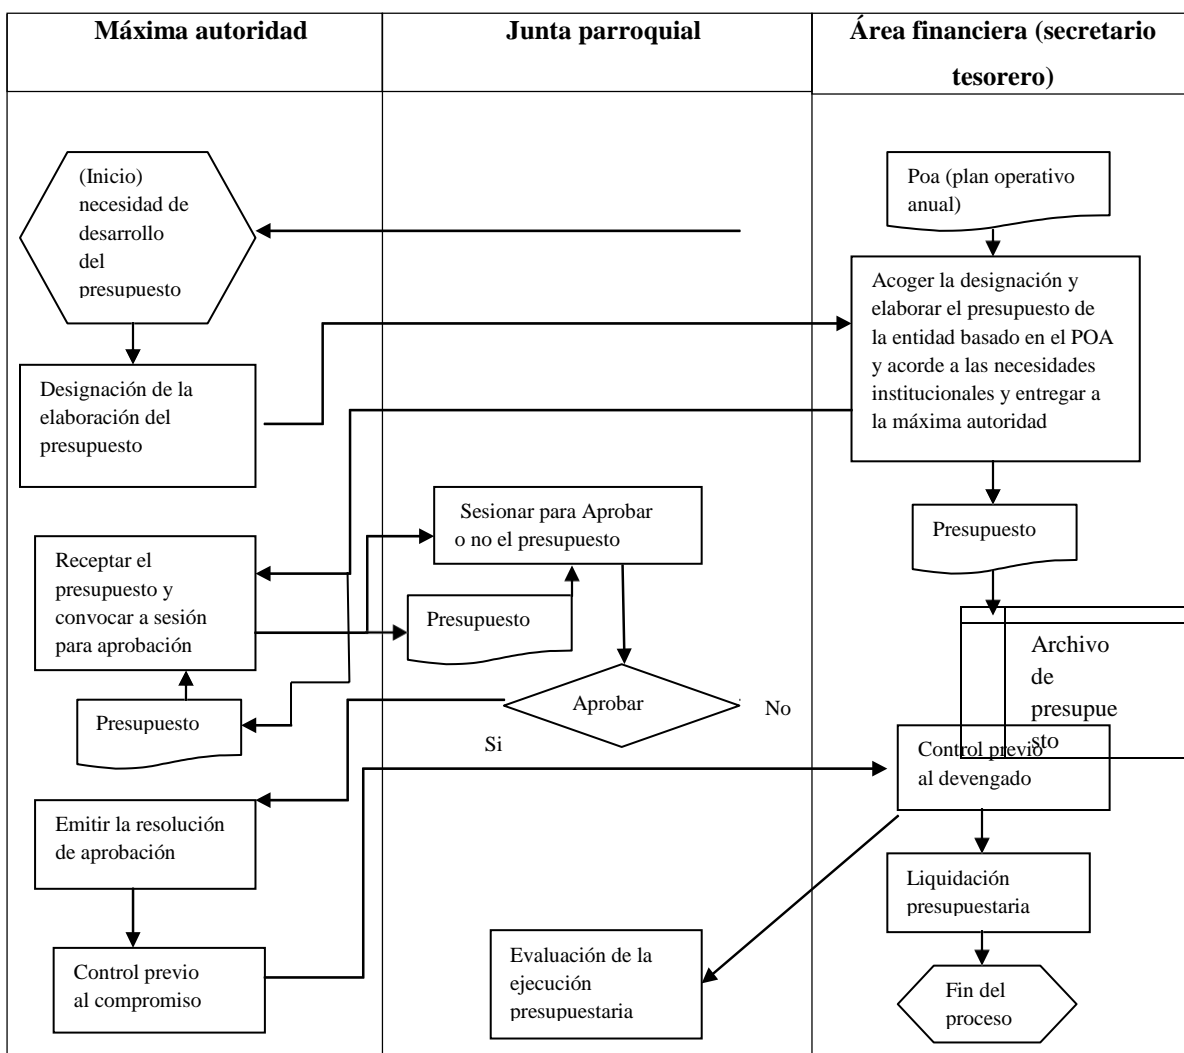 Máxima autoridad
Junta parroquial
Área financiera (secretario
tesorero)
(Inicio)
necesidad de
desarrollo
del
presupuesto
Poa (plan operativo
anual)
Acoger la designación y
elaborar el presupuesto de
la entidad basado en el POA
y acorde a las necesidades
institucionales y entregar a
la máxima autoridad
Designación de la
elaboración del
presupuesto
Sesionar para Aprobar
o no el presupuesto
Presupuesto
Receptar el
presupuesto y
convocar a sesión
para aprobación
Presupuesto
Archivo
de
presupue
sto
Presupuesto
Aprobar
No
Si
Control previo
al devengado
Emitir la resolución
de aprobación
Liquidación
presupuestaria
Control previo
al compromiso
Evaluación de la
ejecución
presupuestaria
Fin del
proceso